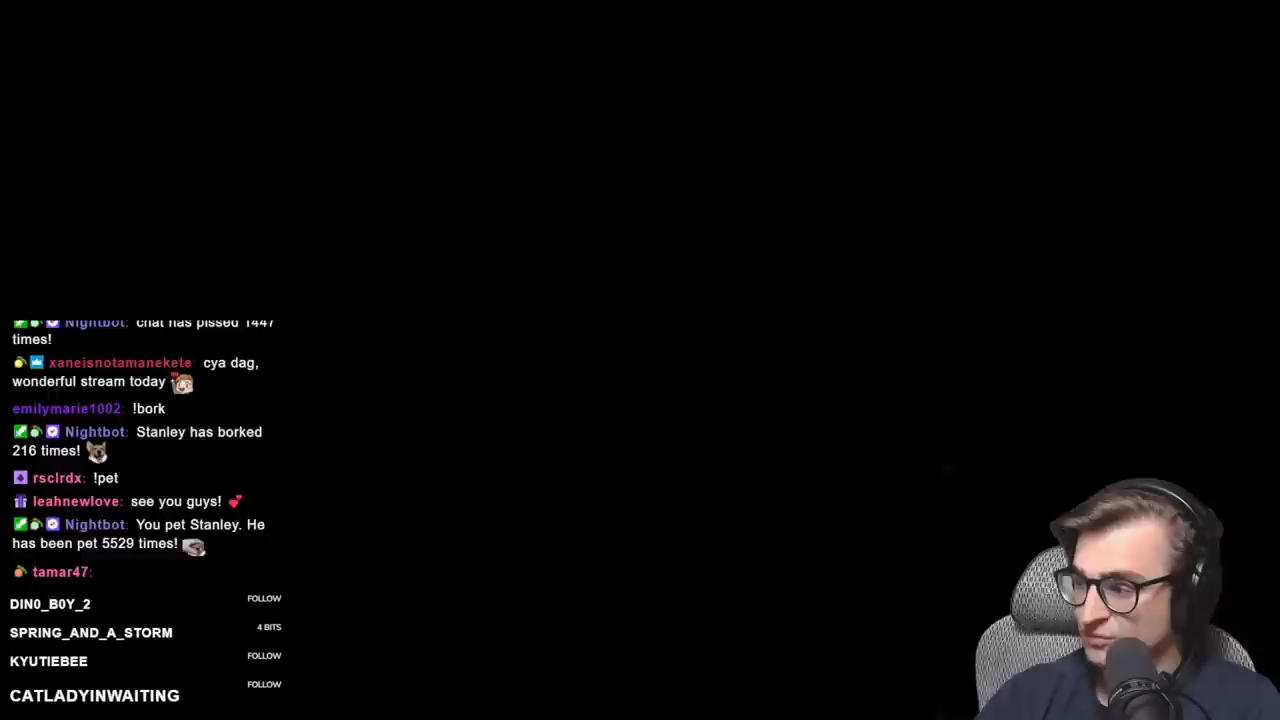 Nightbot: chat has pissed 1447
times!
xaneisnotamanekete: cya dag,
wonderful stream today
emilymarie1002: !bork
Nightbot: Stanley has borked
216 times!
rsclrdx: !pet
leahnewlove: see you guys!
Nightbot: You pet Stanley. He
has been pet 5529 times!
tamar47:
DIN0_B0Y_2 FOLLOW
SPRING_AND_A_STORM 4 BITS
KYUTIEBEE FOLLOW
CATLADYINWAITING FOLLOW